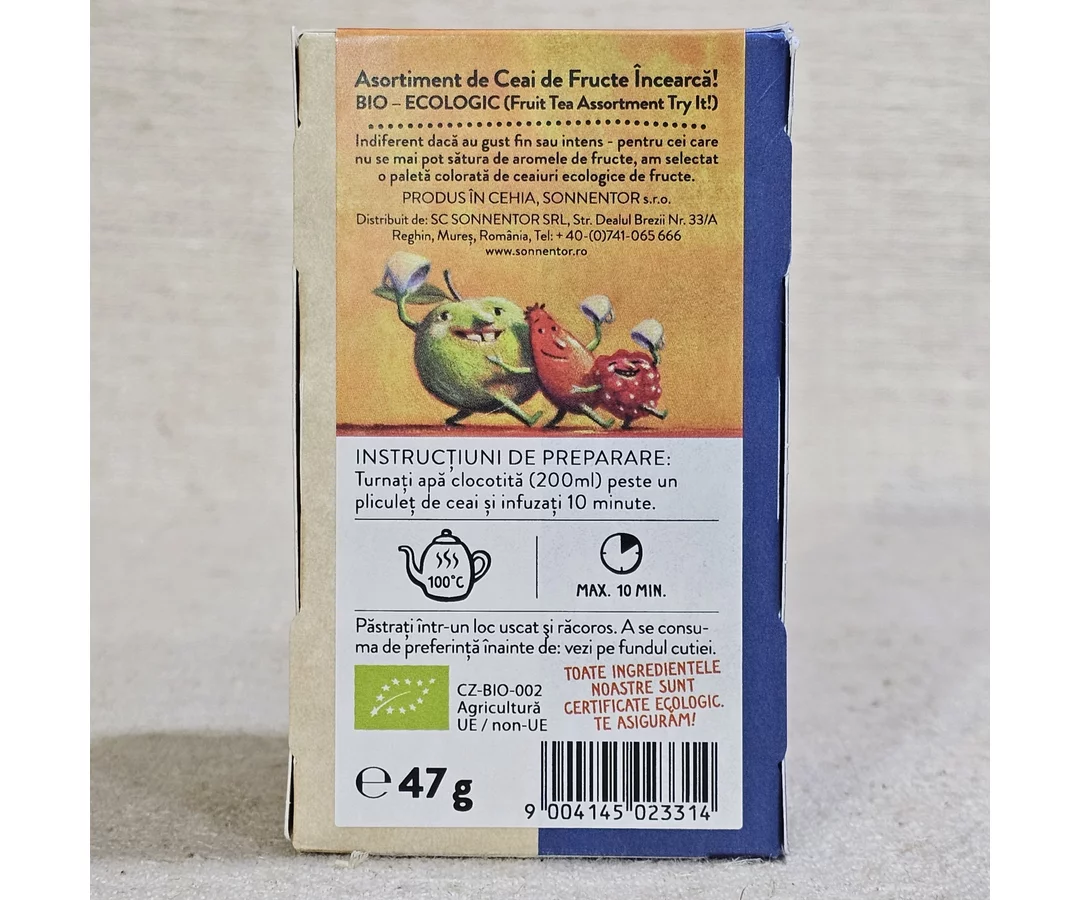 Asortiment de Ceai de Fructe Încearcă!
BIO – ECOLOGIC (Fruit Tea Assortment Try It!)
Indiferent dacă au gust fin sau intens - pentru cei care
nu se mai pot sătura de aromele de fructe, am selectat
o paletă colorată de ceaiuri ecologice de fructe.
PRODUS ÎN CEHIA, SONNENTOR s.r.o.
Distribuit de: SC SONNENTOR SRL, Str. Dealul Brezii Nr. 33/A
Reghin, Mureș, România, Tel: + 40-(0)741-065 666
www.sonnentor.ro
INSTRUCȚIUNI DE PREPARARE:
Turnați apă clocotită (200ml) peste un
pliculeț de ceai și infuzați 10 minute.
100°C
MAX. 10 MIN.
Păstrați într-un loc uscat și răcoros. A se consu-
ma de preferință înainte de: vezi pe fundul cutiei.
CZ-BIO-002
Agricultură
UE / non-UE
TOATE INGREDIENTELE
NOASTRE SUNT
CERTIFICATE ECOLOGIC.
TE ASIGURĂM!
℮ 47 g
9 004145 023314